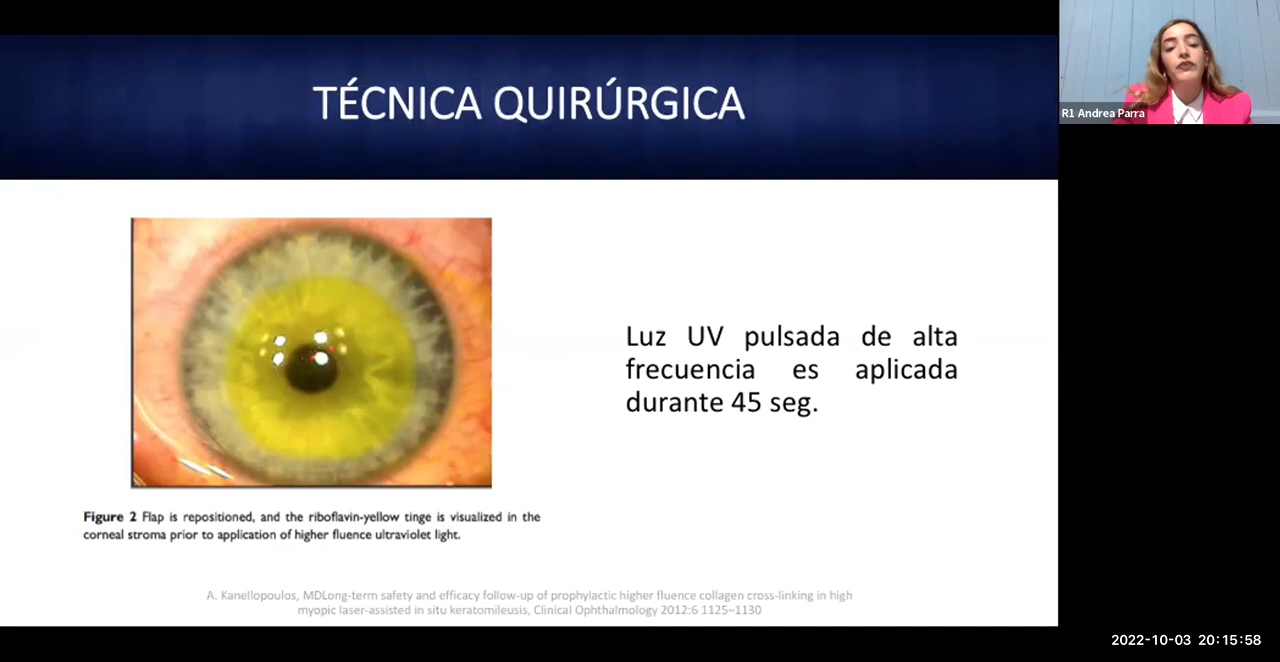 TÉCNICA QUIRÚRGICA
R1 Andrea Parra
Luz UV pulsada de alta
frecuencia es aplicada
durante 45 seg.
Figure 2 Flap is repositioned, and the riboflavin-yellow tinge is visualized in the
corneal stroma prior to application of higher fluence ultraviolet light.
A. Kanellopoulos, MDLong-term safety and efficacy follow-up of prophylactic higher fluence collagen cross-linking in high
myopic laser-assisted in situ keratomileusis, Clinical Ophthalmology 2012:6 1125–1130
2022-10-03 20:15:58